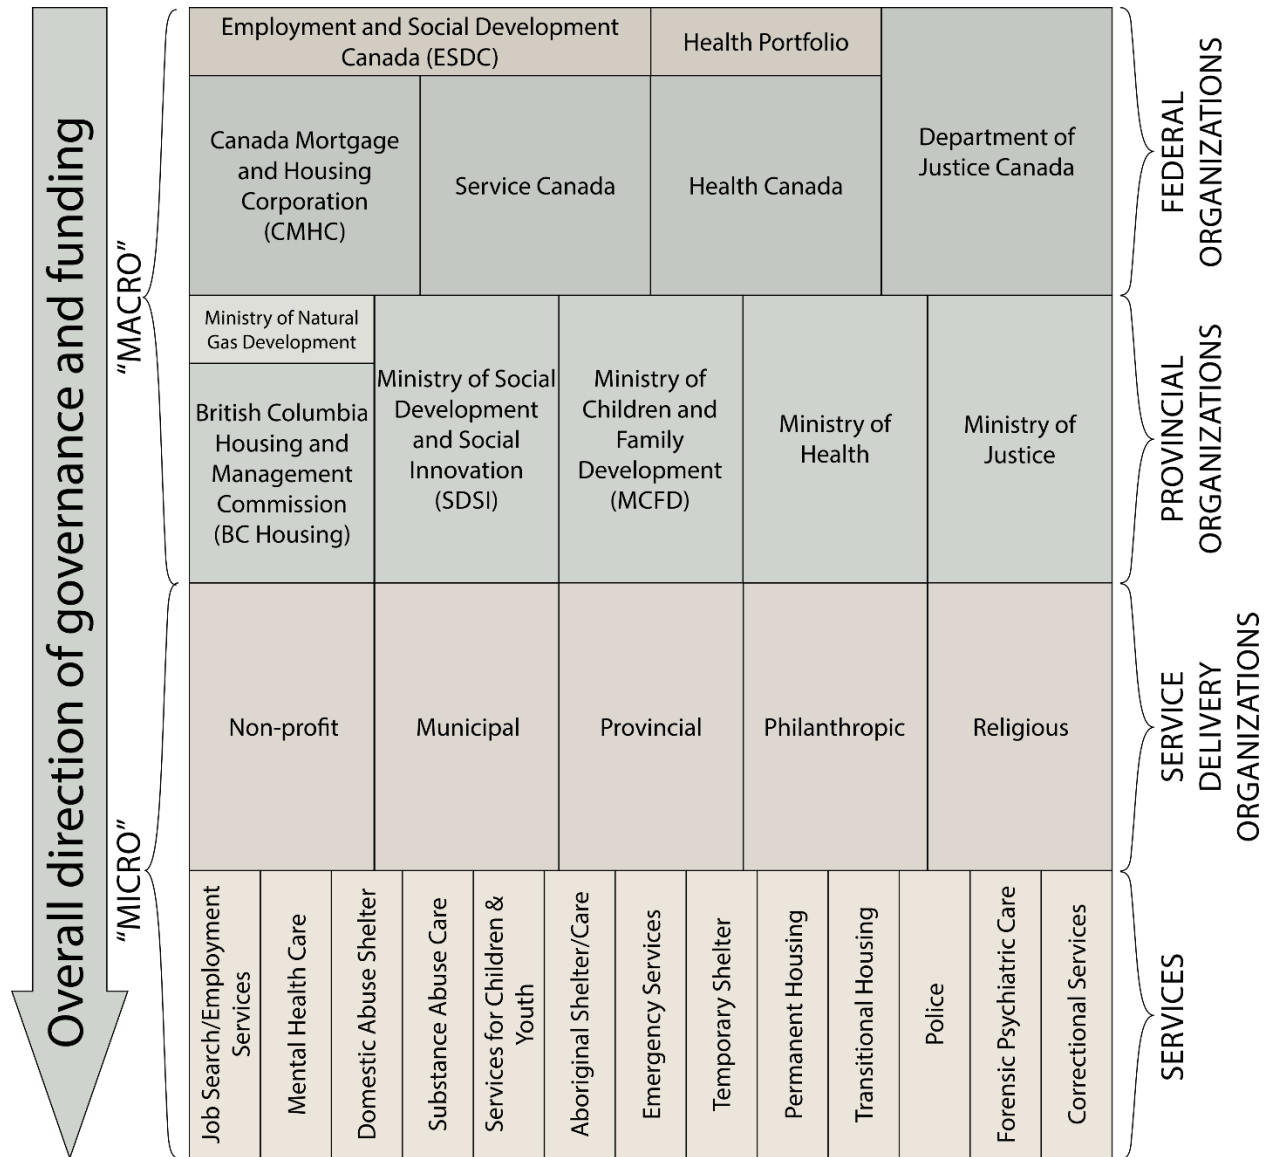 Overall direction of governance and funding
“MACRO”
“MICRO”
Employment and Social Development
Canada (ESDC)
Health Portfolio
Canada Mortgage
and Housing
Corporation
(CMHC)
Service Canada
Health Canada
Department of
Justice Canada
FEDERAL
ORGANIZATIONS
Ministry of Natural
Gas Development
British Columbia
Housing and
Management
Commission
(BC Housing)
Ministry of Social
Development
and Social
Innovation
(SDSI)
Ministry of
Children and
Family
Development
(MCFD)
Ministry of
Health
Ministry of
Justice
PROVINCIAL
ORGANIZATIONS
Non-profit
Municipal
Provincial
Philanthropic
Religious
SERVICE
DELIVERY
ORGANIZATIONS
Job Search/Employment
Services
Mental Health Care
Domestic Abuse Shelter
Substance Abuse Care
Services for Children &
Youth
Aboriginal Shelter/Care
Emergency Services
Temporary Shelter
Permanent Housing
Transitional Housing
Police
Forensic Psychiatric Care
Correctional Services
SERVICES